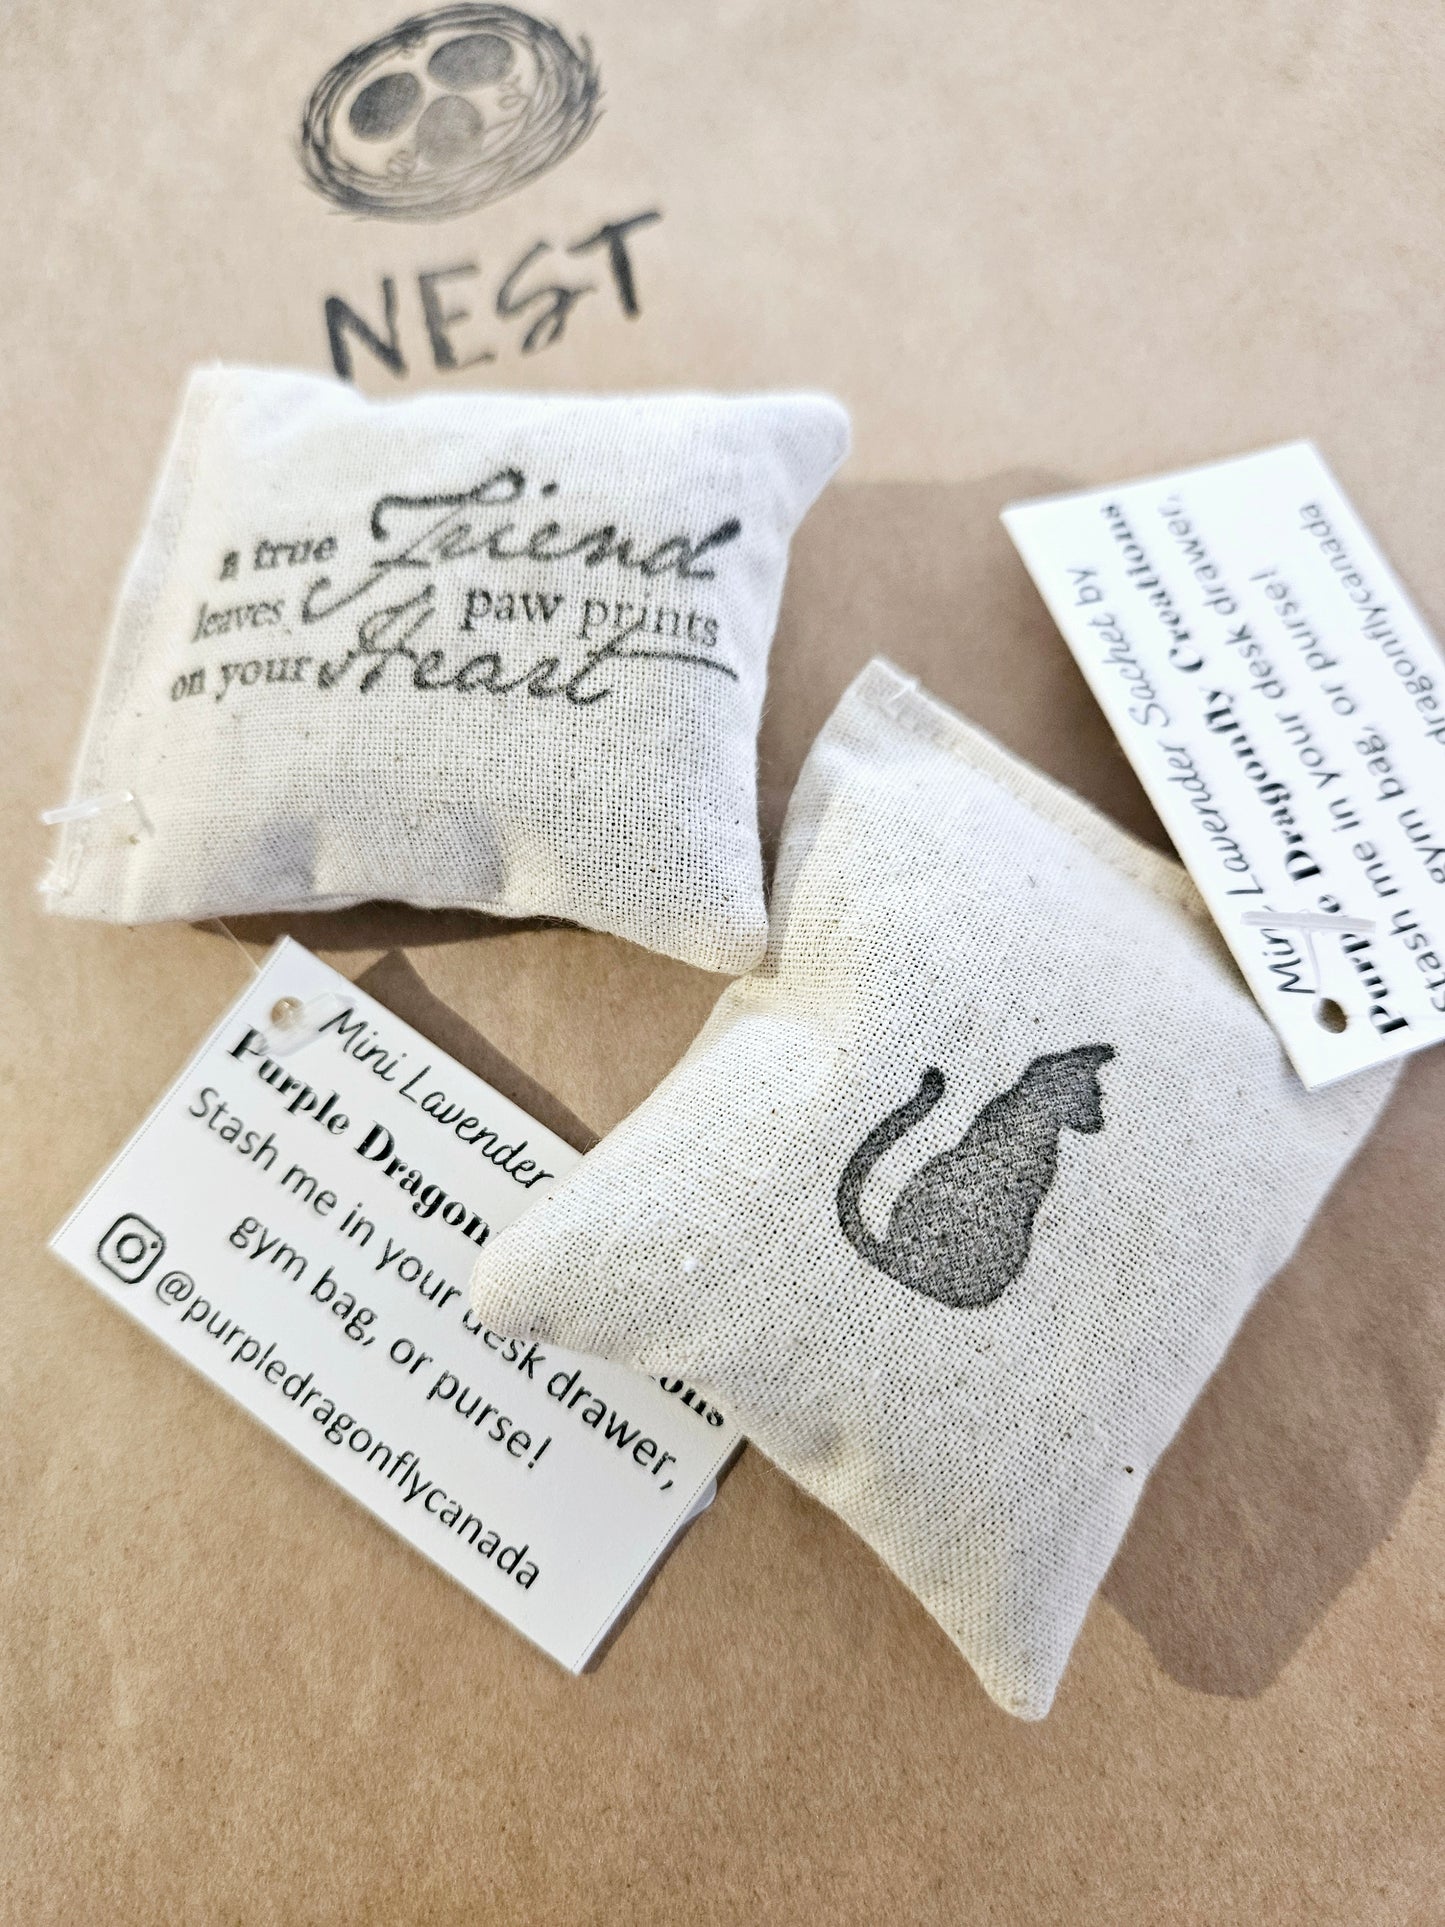 NEST
a true Friend
leaves paw prints
on your Heart
Mini Lavender
Purple Dragon ons
Stash me in your desk drawer,
gym bag, or purse!
@purpledragonflycanada
Mini Lavender Sachet by
Purple Dragonfly Creations
Stash me in your desk drawer,
gym bag, or purse!
dragonflycanada